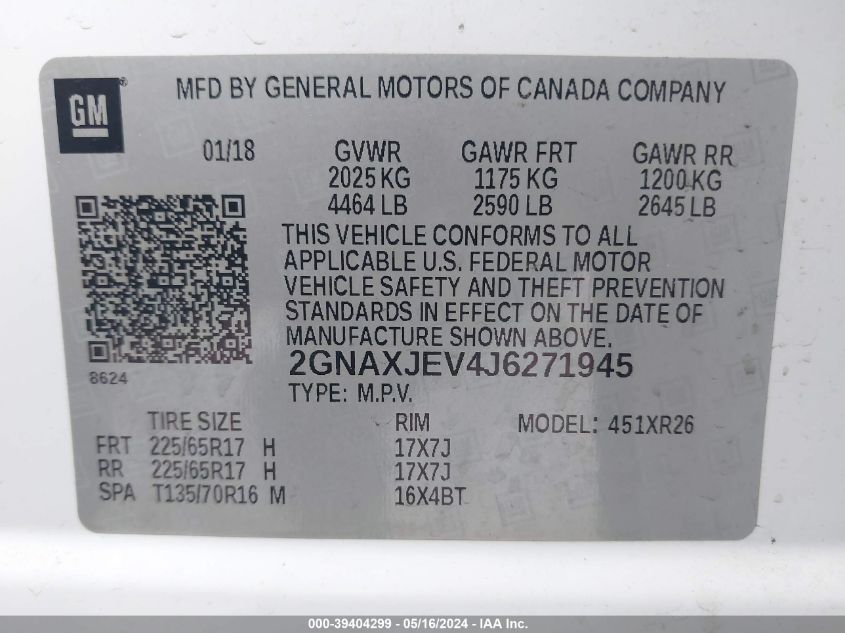 GM
MFD BY GENERAL MOTORS OF CANADA COMPANY
01/18 GVWR GAWR FRT GAWR RR
2025 KG 1175 KG 1200 KG
4464 LB 2590 LB 2645 LB
THIS VEHICLE CONFORMS TO ALL
APPLICABLE U.S. FEDERAL MOTOR
VEHICLE SAFETY AND THEFT PREVENTION
STANDARDS IN EFFECT ON THE DATE OF
MANUFACTURE SHOWN ABOVE.
2GNAXJEV4J6271945
8624
TYPE: M.P.V.
TIRE SIZE RIM MODEL: 451XR26
FRT 225/65R17 H 17X7J
RR 225/65R17 H 17X7J
SPA T135/70R16 M 16X4BT
000-39404299 - 05/16/2024 - IAA Inc.